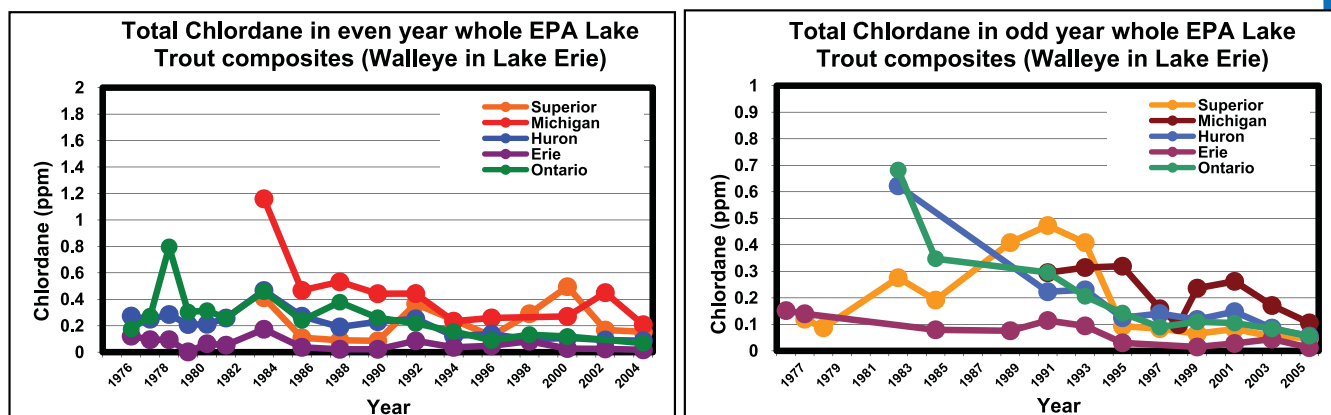 Total Chlordane in even year whole EPA Lake
Trout composites (Walleye in Lake Erie)
2
1.8
1.6
1.4
1.2
1
0.8
0.6
0.4
0.2
0
Chlordane (ppm)
Superior
Michigan
Huron
Erie
Ontario
1976
1978
1980
1982
1984
1986
1988
1990
1992
1994
1996
1998
2000
2002
2004
Year
Total Chlordane in odd year whole EPA Lake
Trout composites (Walleye in Lake Erie)
1
0.9
0.8
0.7
0.6
0.5
0.4
0.3
0.2
0.1
0
Chlordane (ppm)
Superior
Michigan
Huron
Erie
Ontario
1977
1979
1981
1983
1985
1987
1989
1991
1993
1995
1997
1999
2001
2003
2005
Year